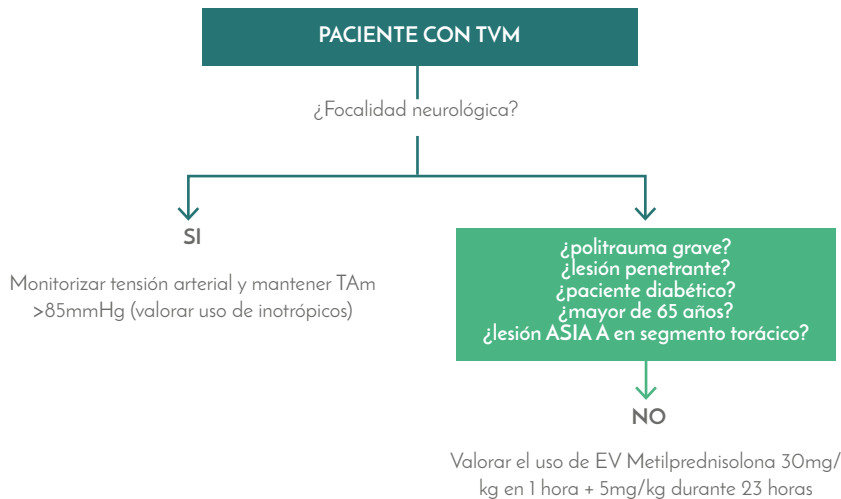 PACIENTE CON TVM
¿Focalidad neurológica?
SI
Monitorizar tensión arterial y mantener TAm
>85mmHg (valorar uso de inotrópicos)
¿politrauma grave?
¿lesión penetrante?
¿paciente diabético?
¿mayor de 65 años?
¿lesión ASIA A en segmento torácico?
NO
Valorar el uso de EV Metilprednisolona 30mg/
kg en 1 hora + 5mg/kg durante 23 horas